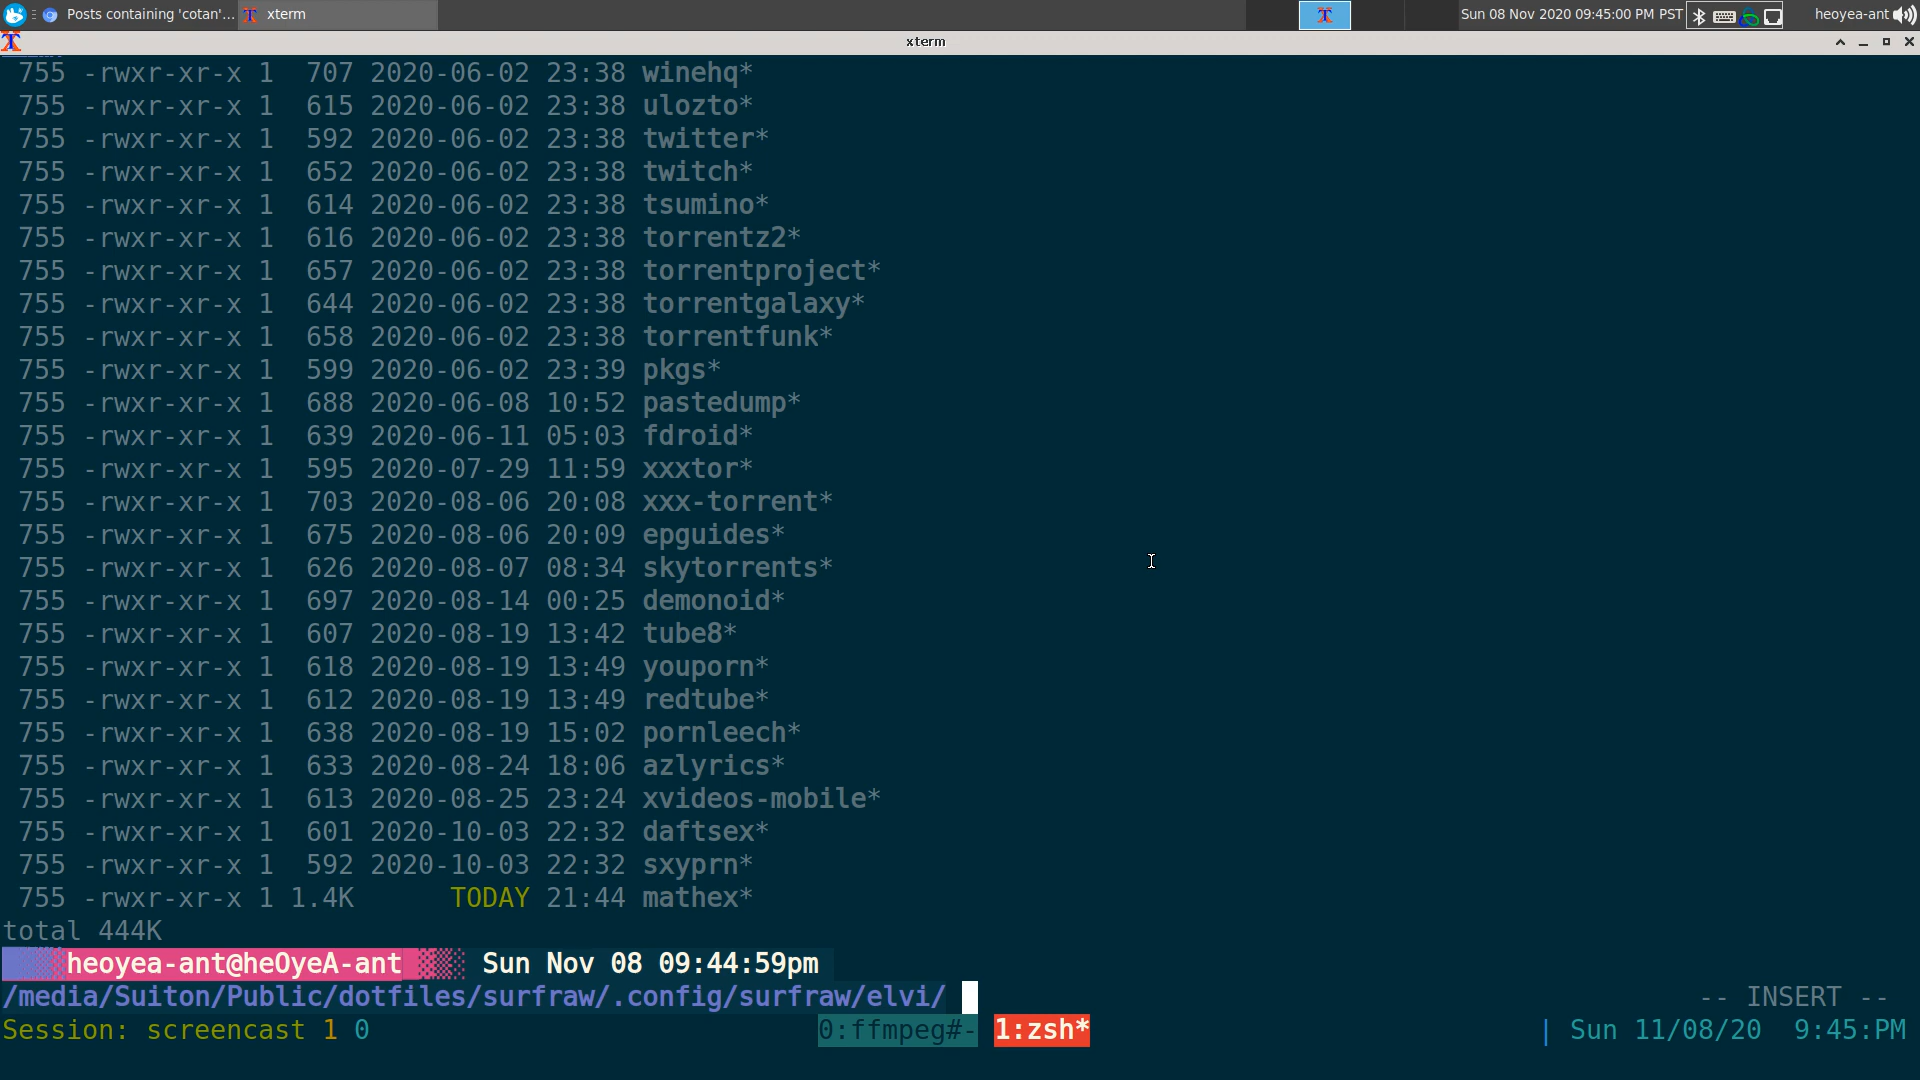 Posts containing 'cotan'... xterm Sun 08 Nov 2020 09:45:00 PM PST heoyea-ant
xterm
755 -rwxr-xr-x 1 707 2020-06-02 23:38 winehq*
755 -rwxr-xr-x 1 615 2020-06-02 23:38 ulozto*
755 -rwxr-xr-x 1 592 2020-06-02 23:38 twitter*
755 -rwxr-xr-x 1 652 2020-06-02 23:38 twitch*
755 -rwxr-xr-x 1 614 2020-06-02 23:38 tsumino*
755 -rwxr-xr-x 1 616 2020-06-02 23:38 torrentz2*
755 -rwxr-xr-x 1 657 2020-06-02 23:38 torrentproject*
755 -rwxr-xr-x 1 644 2020-06-02 23:38 torrentgalaxy*
755 -rwxr-xr-x 1 658 2020-06-02 23:38 torrentfunk*
755 -rwxr-xr-x 1 599 2020-06-02 23:39 pkgs*
755 -rwxr-xr-x 1 688 2020-06-08 10:52 pastedump*
755 -rwxr-xr-x 1 639 2020-06-11 05:03 fdroid*
755 -rwxr-xr-x 1 595 2020-07-29 11:59 xxxtor*
755 -rwxr-xr-x 1 703 2020-08-06 20:08 xxx-torrent*
755 -rwxr-xr-x 1 675 2020-08-06 20:09 epguides*
755 -rwxr-xr-x 1 626 2020-08-07 08:34 skytorrents*
755 -rwxr-xr-x 1 697 2020-08-14 00:25 demonoid*
755 -rwxr-xr-x 1 607 2020-08-19 13:42 tube8*
755 -rwxr-xr-x 1 618 2020-08-19 13:49 youporn*
755 -rwxr-xr-x 1 612 2020-08-19 13:49 redtube*
755 -rwxr-xr-x 1 638 2020-08-19 15:02 pornleech*
755 -rwxr-xr-x 1 633 2020-08-24 18:06 azlyrics*
755 -rwxr-xr-x 1 613 2020-08-25 23:24 xvideos-mobile*
755 -rwxr-xr-x 1 601 2020-10-03 22:32 daftsex*
755 -rwxr-xr-x 1 592 2020-10-03 22:32 sxyprn*
755 -rwxr-xr-x 1 1.4K TODAY 21:44 mathex*
total 444K
heoyea-ant@heOyeA-ant Sun Nov 08 09:44:59pm
/media/Suiton/Public/dotfiles/surfraw/.config/surfraw/elvi/ -- INSERT --
Session: screencast 1 0 0:ffmpeg#- 1:zsh* | Sun 11/08/20 9:45:PM